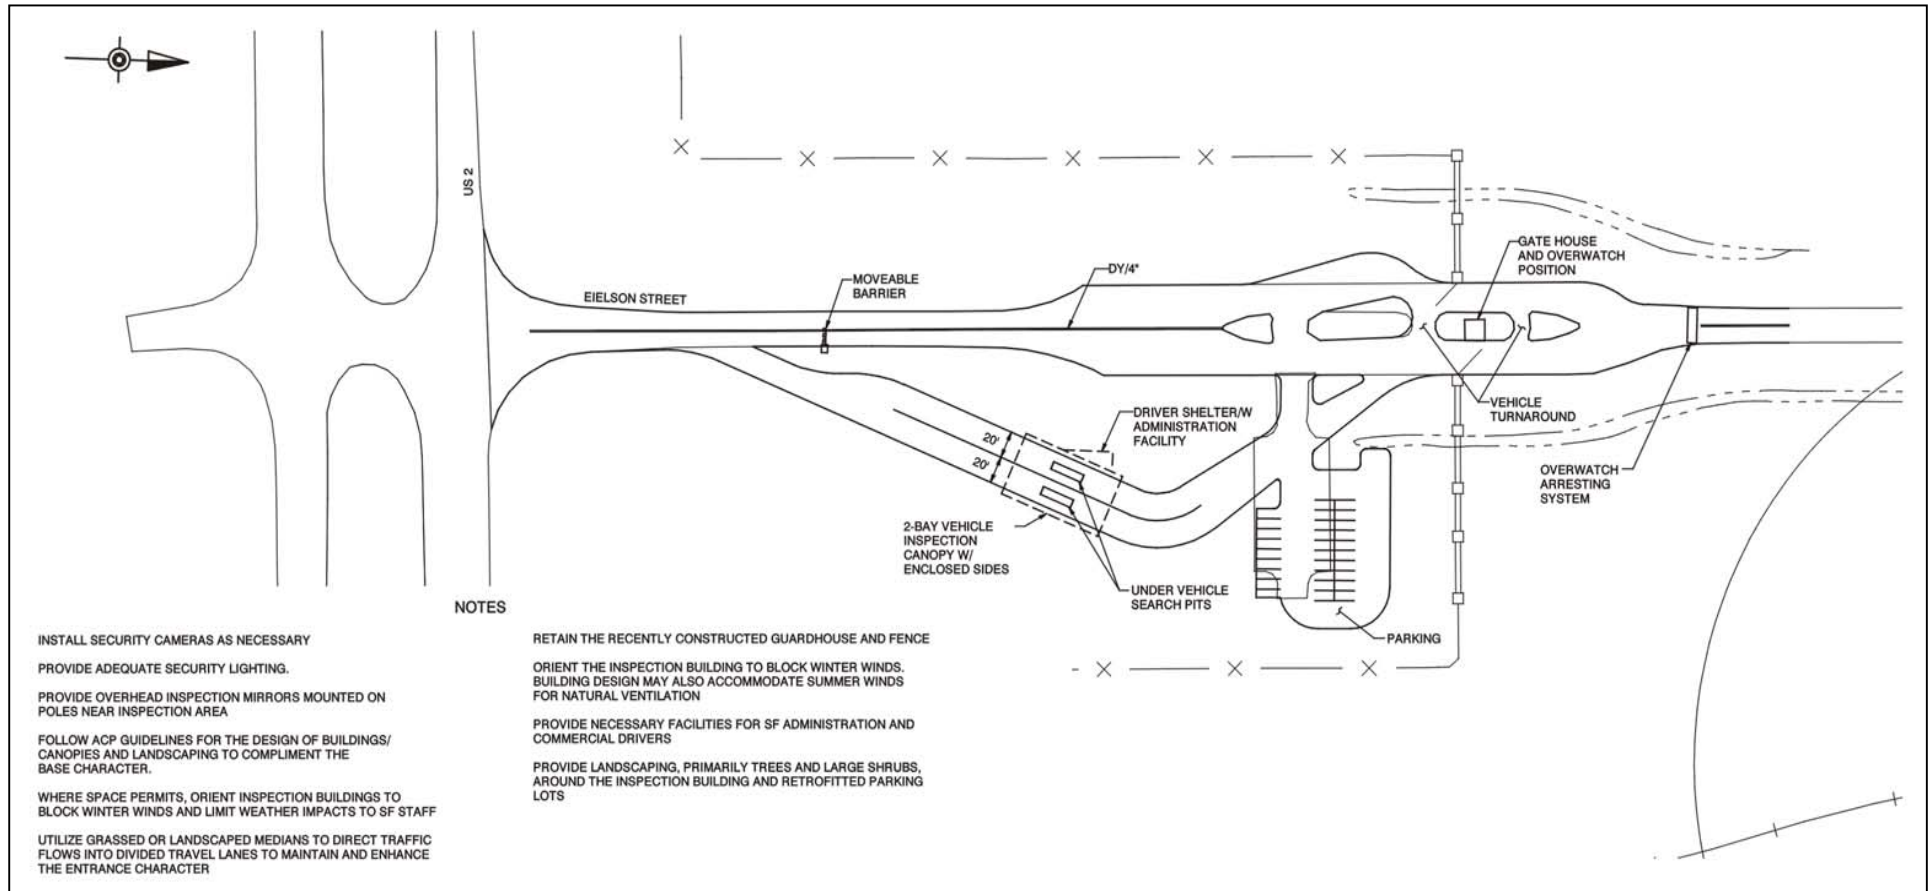 US 2
EIELSON STREET
MOVEABLE
BARRIER
DY/4"
GATE HOUSE
AND OVERWATCH
POSITION
VEHICLE
TURNAROUND
OVERWATCH
ARRESTING
SYSTEM
DRIVER SHELTER/W
ADMINISTRATION
FACILITY
20'
20'
2-BAY VEHICLE
INSPECTION
CANOPY W/
ENCLOSED SIDES
UNDER VEHICLE
SEARCH PITS
PARKING
NOTES
INSTALL SECURITY CAMERAS AS NECESSARY
PROVIDE ADEQUATE SECURITY LIGHTING.
PROVIDE OVERHEAD INSPECTION MIRRORS MOUNTED ON
POLES NEAR INSPECTION AREA
FOLLOW ACP GUIDELINES FOR THE DESIGN OF BUILDINGS/
CANOPIES AND LANDSCAPING TO COMPLIMENT THE
BASE CHARACTER.
WHERE SPACE PERMITS, ORIENT INSPECTION BUILDINGS TO
BLOCK WINTER WINDS AND LIMIT WEATHER IMPACTS TO SF STAFF
UTILIZE GRASSED OR LANDSCAPED MEDIANS TO DIRECT TRAFFIC
FLOWS INTO DIVIDED TRAVEL LANES TO MAINTAIN AND ENHANCE
THE ENTRANCE CHARACTER
RETAIN THE RECENTLY CONSTRUCTED GUARDHOUSE AND FENCE
ORIENT THE INSPECTION BUILDING TO BLOCK WINTER WINDS.
BUILDING DESIGN MAY ALSO ACCOMMODATE SUMMER WINDS
FOR NATURAL VENTILATION
PROVIDE NECESSARY FACILITIES FOR SF ADMINISTRATION AND
COMMERCIAL DRIVERS
PROVIDE LANDSCAPING, PRIMARILY TREES AND LARGE SHRUBS,
AROUND THE INSPECTION BUILDING AND RETROFITTED PARKING
LOTS